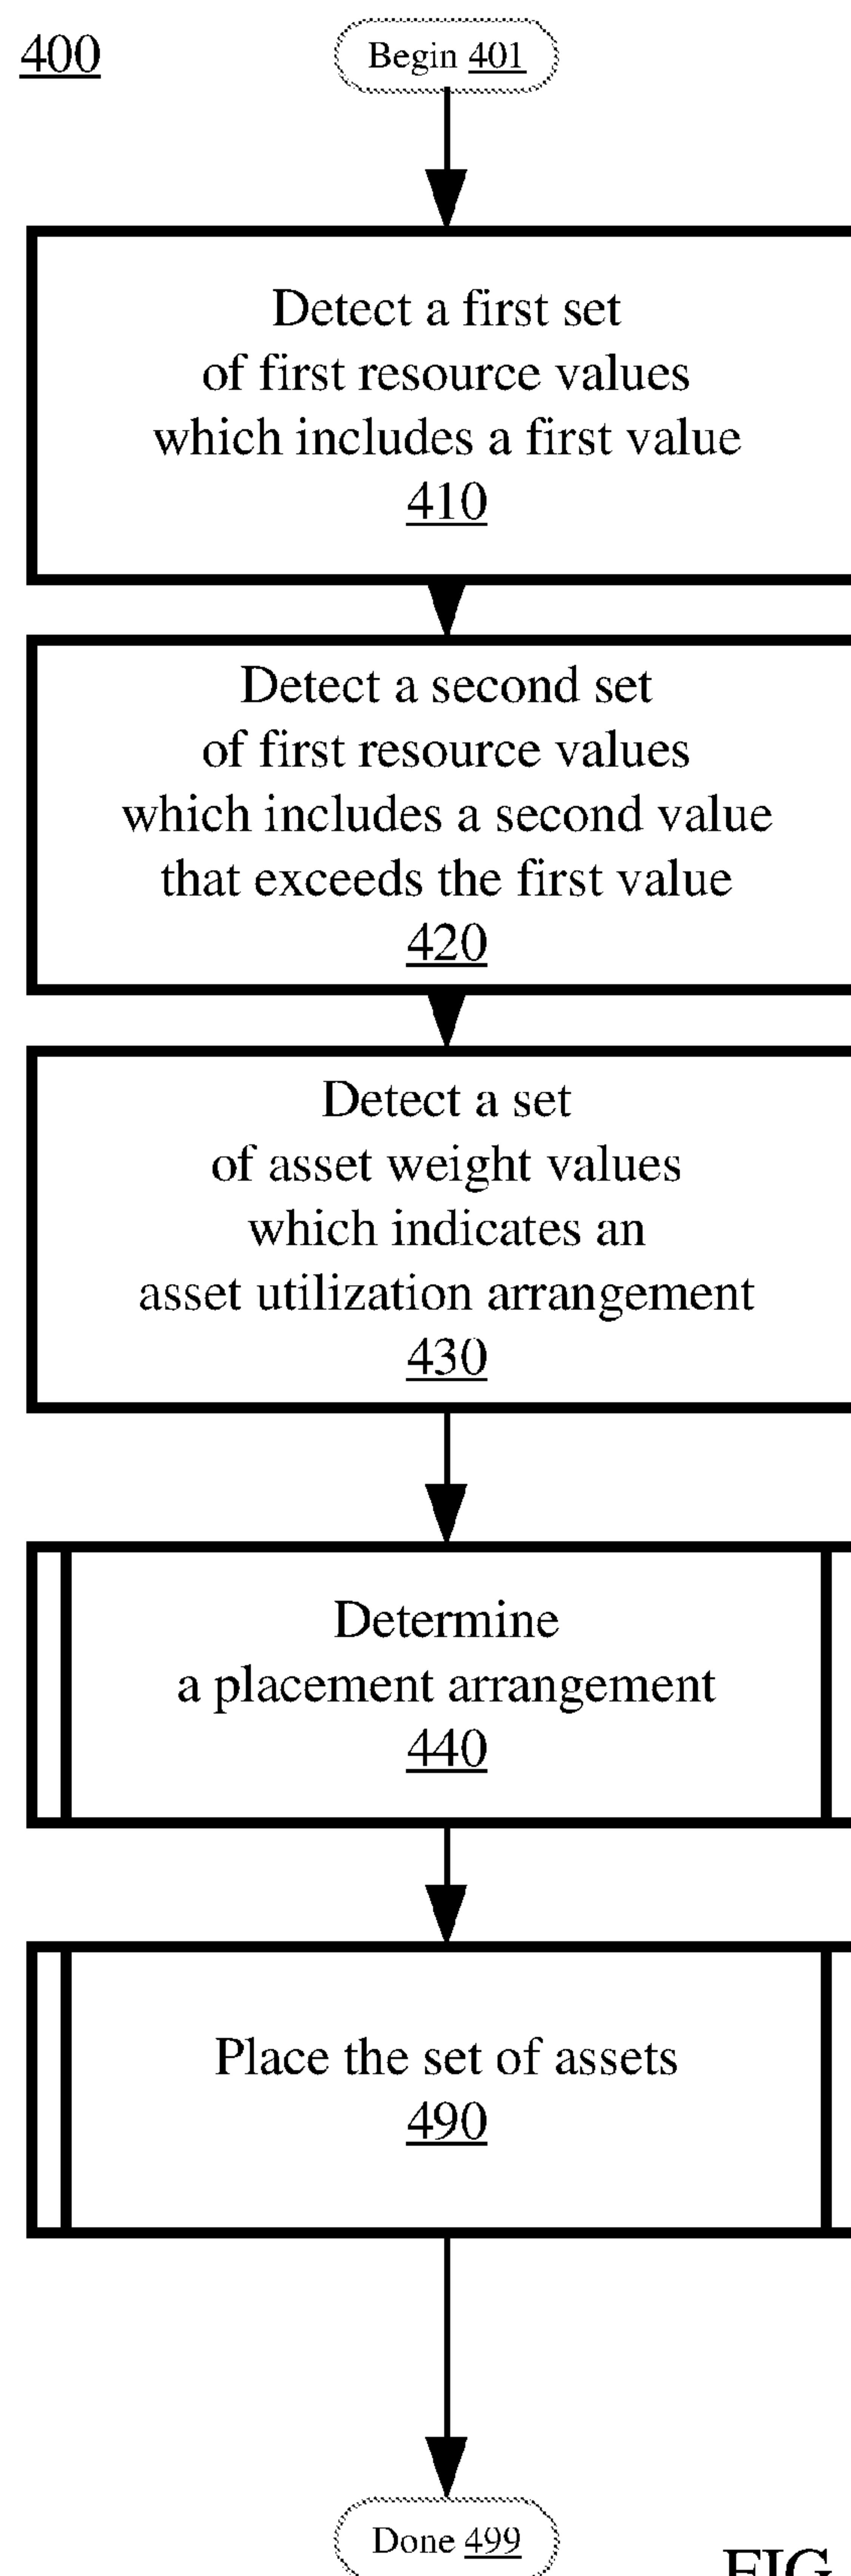 400
Begin 401
Detect a first set
of first resource values
which includes a first value
410
Detect a second set
of first resource values
which includes a second value
that exceeds the first value
420
Detect a set
of asset weight values
which indicates an
asset utilization arrangement
430
Determine
a placement arrangement
440
Place the set of assets
490
Done 499
FIG